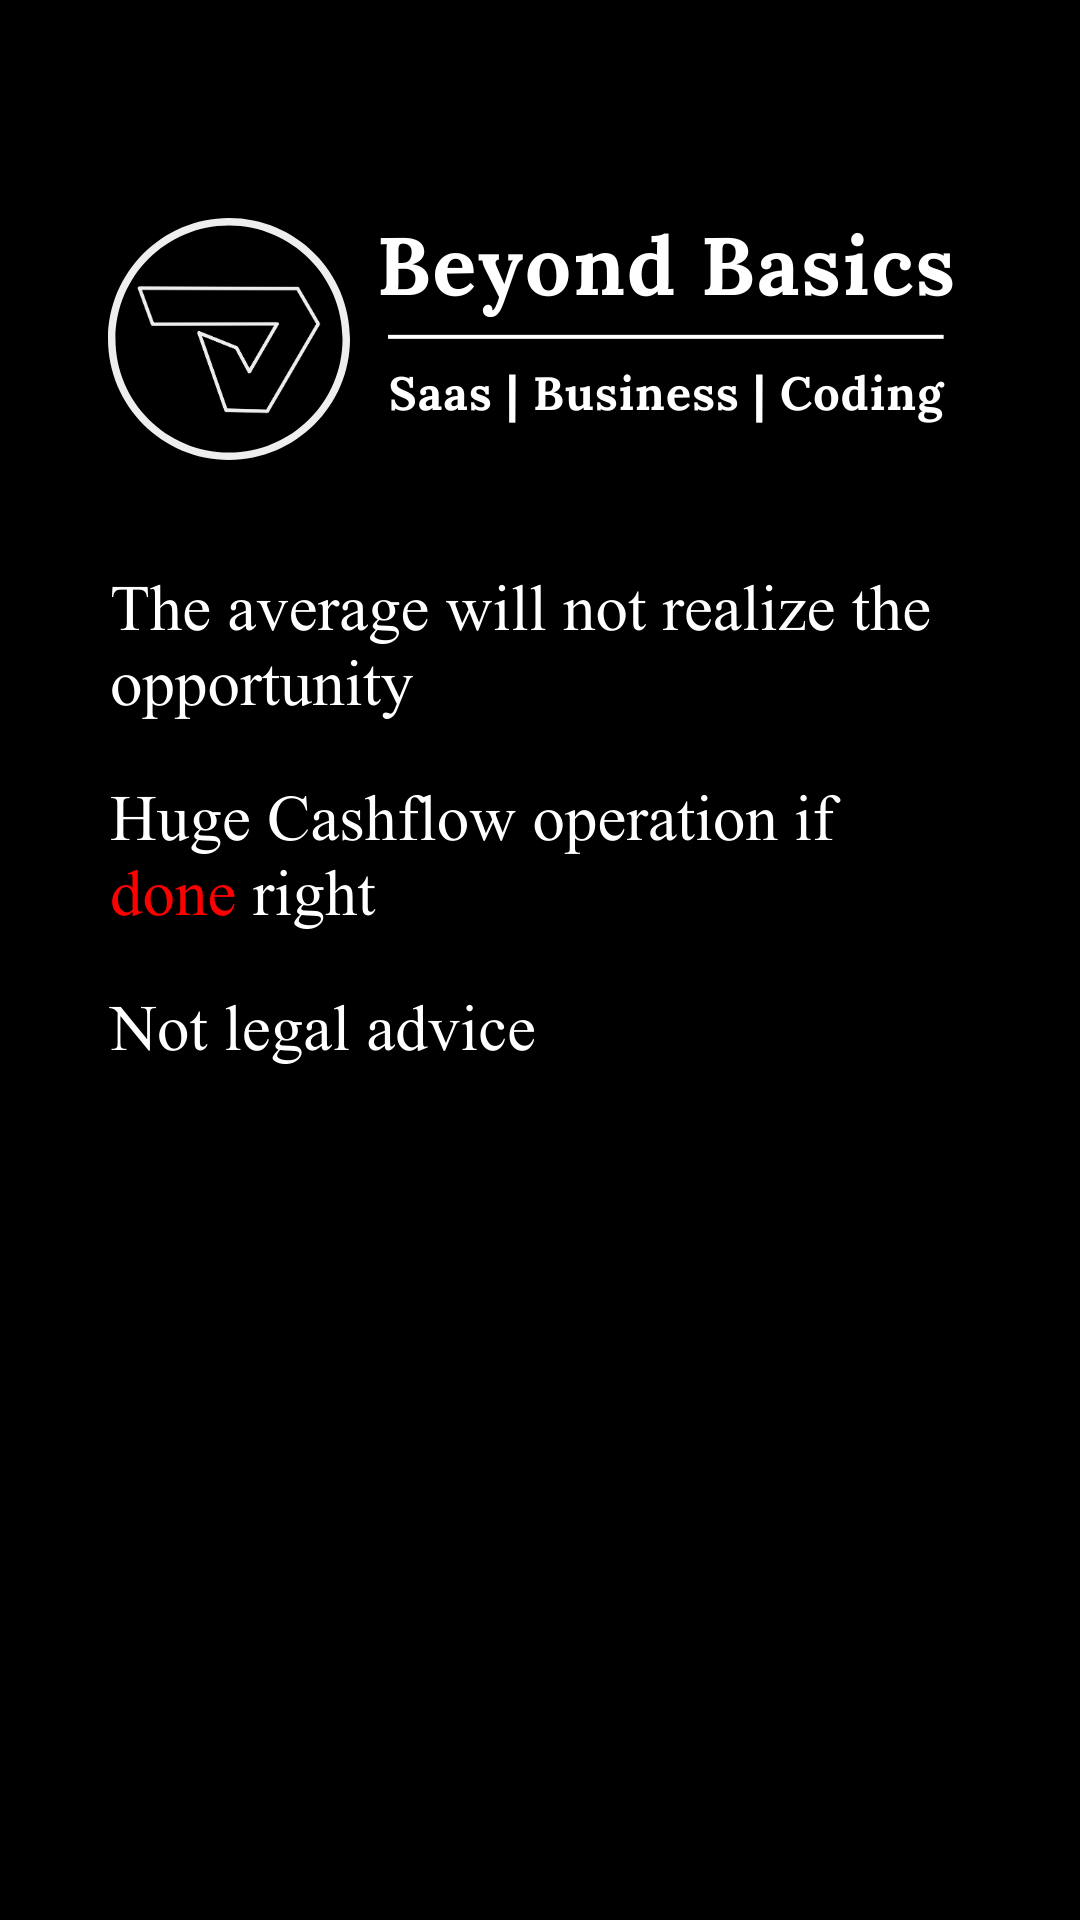 Beyond Basics
Saas | Business | Coding
The average will not realize the
opportunity
Huge Cashflow operation if
done right
Not legal advice